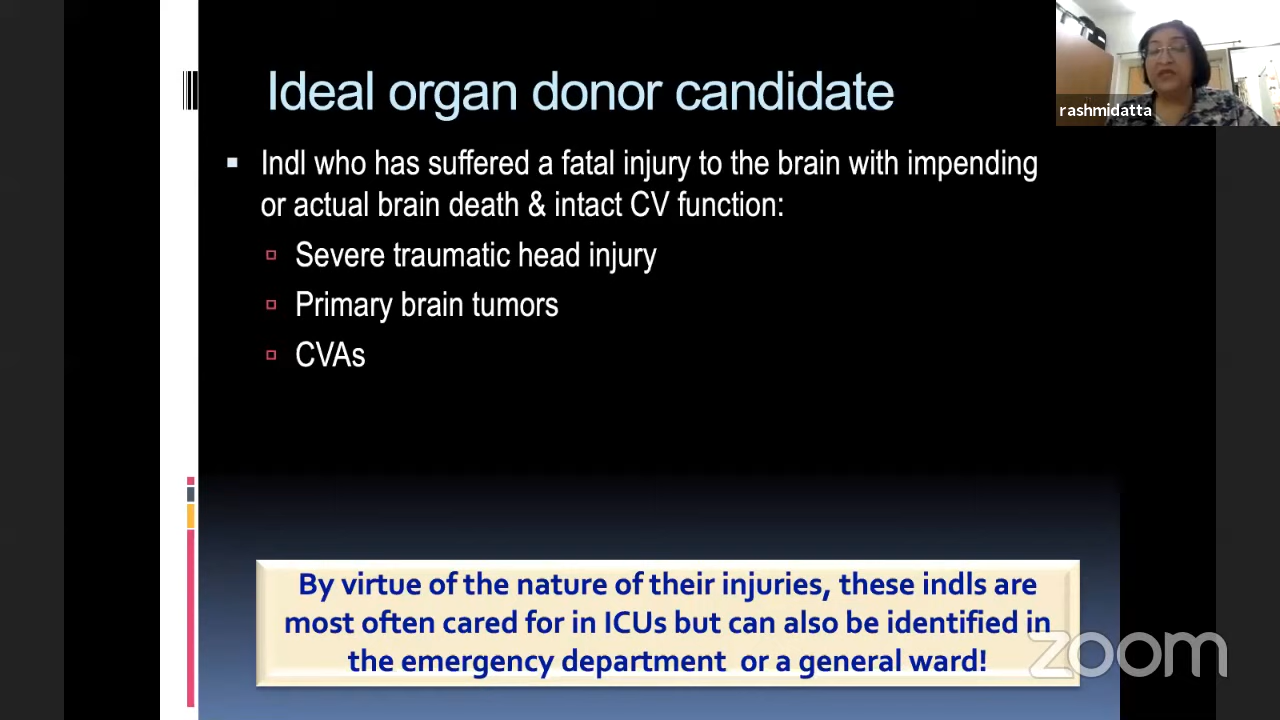 Ideal organ donor candidate
rashmidatta
Indl who has suffered a fatal injury to the brain with impending
or actual brain death & intact CV function:
Severe traumatic head injury
Primary brain tumors
CVAs
By virtue of the nature of their injuries, these indls are
most often cared for in ICUs but can also be identified in
the emergency department or a general ward!
zoom